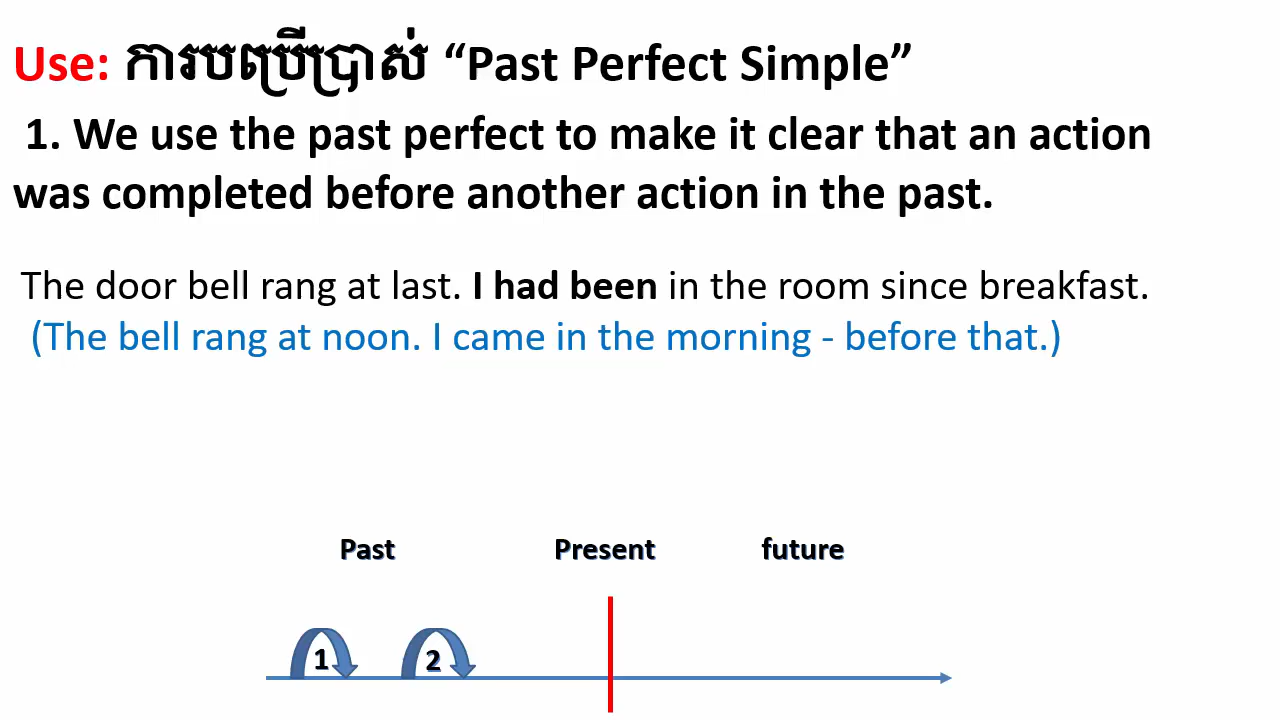 Use: ការបប្រើប្រាស់ “Past Perfect Simple”
1. We use the past perfect to make it clear that an action
was completed before another action in the past.
The door bell rang at last. I had been in the room since breakfast.
(The bell rang at noon. I came in the morning - before that.)
Past Present future
1 2